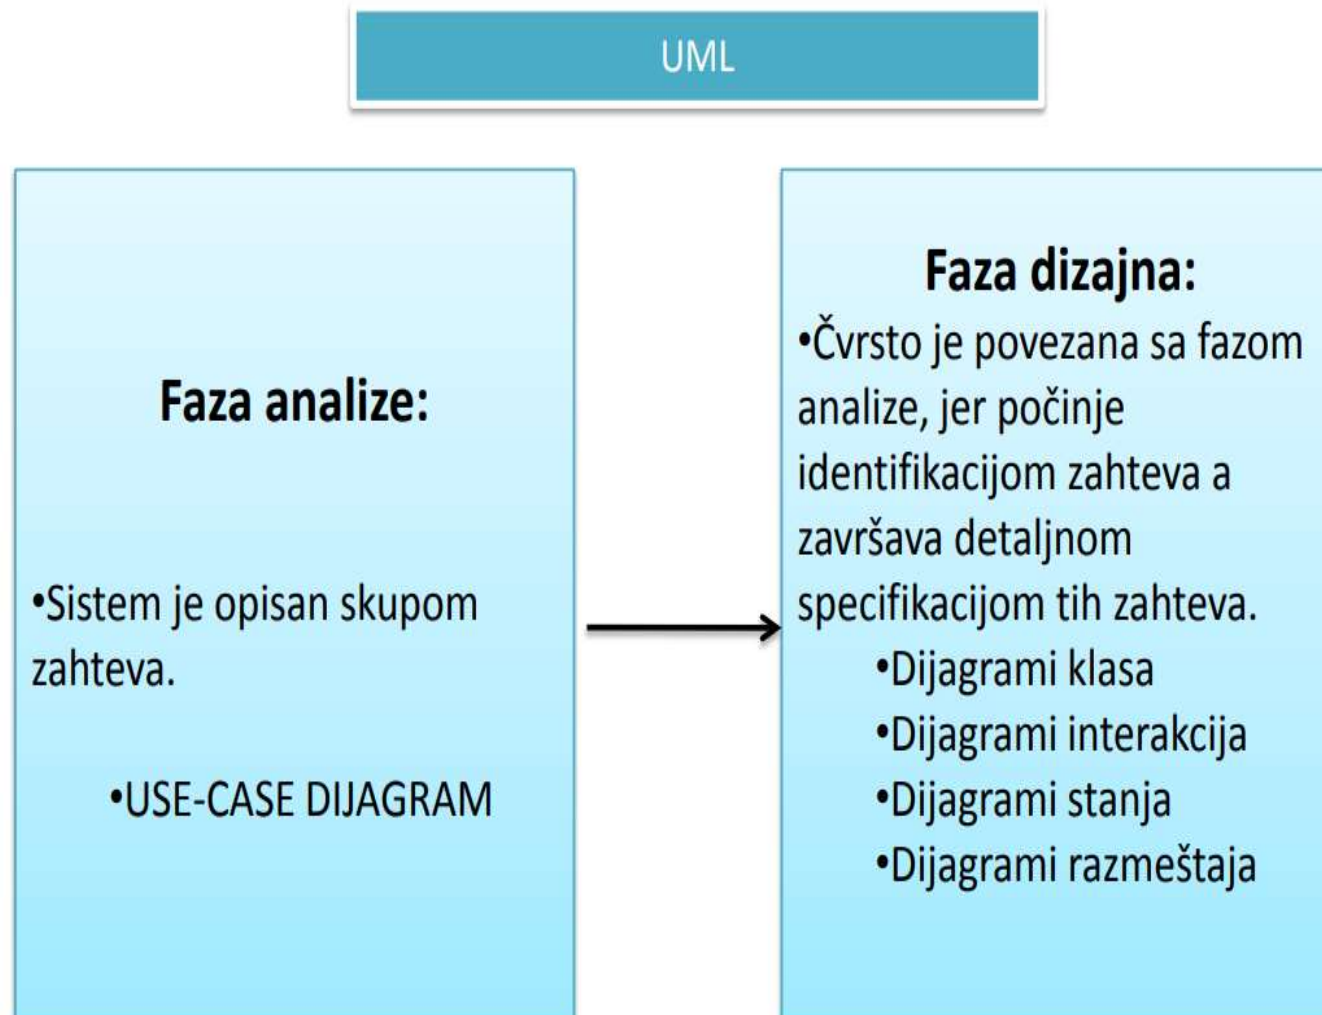 UML
Faza analize:
•Sistem je opisan skupom
zahteva.
•USE-CASE DIJAGRAM
Faza dizajna:
•Čvrsto je povezana sa fazom
analize, jer počinje
identifikacijom zahteva a
završava detaljnom
specifikacijom tih zahteva.
•Dijagrami klasa
•Dijagrami interakcija
•Dijagrami stanja
•Dijagrami razmeštaja